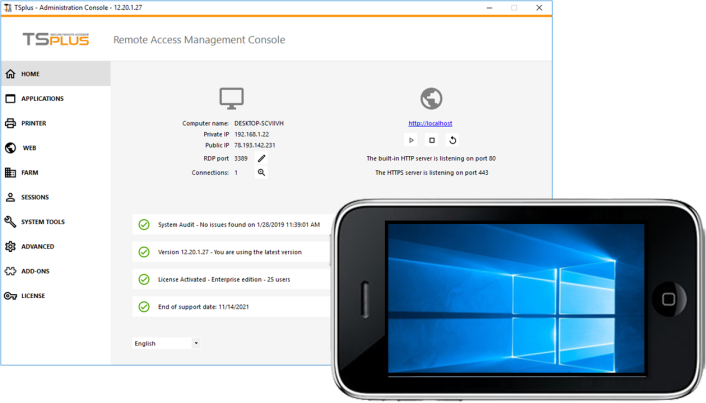 TSplus - Administration Console - 12.20.1.27
TSPLUS
Remote Access Management Console
HOME
APPLICATIONS
PRINTER
WEB
FARM
SESSIONS
SYSTEM TOOLS
ADVANCED
ADD-ONS
LICENSE
Computer name: DESKTOP-SCVIIVH
Private IP 192.168.1.22
Public IP 78.193.142.231
RDP port 3389
Connections: 1
http://localhost
The built-in HTTP server is listening on port 80
The HTTPS server is listening on port 443
System Audit - No issues found on 1/28/2019 11:39:01 AM
Version 12.20.1.27 - You are using the latest version
License Activated - Enterprise edition - 25 users
End of support date: 11/14/2021
English